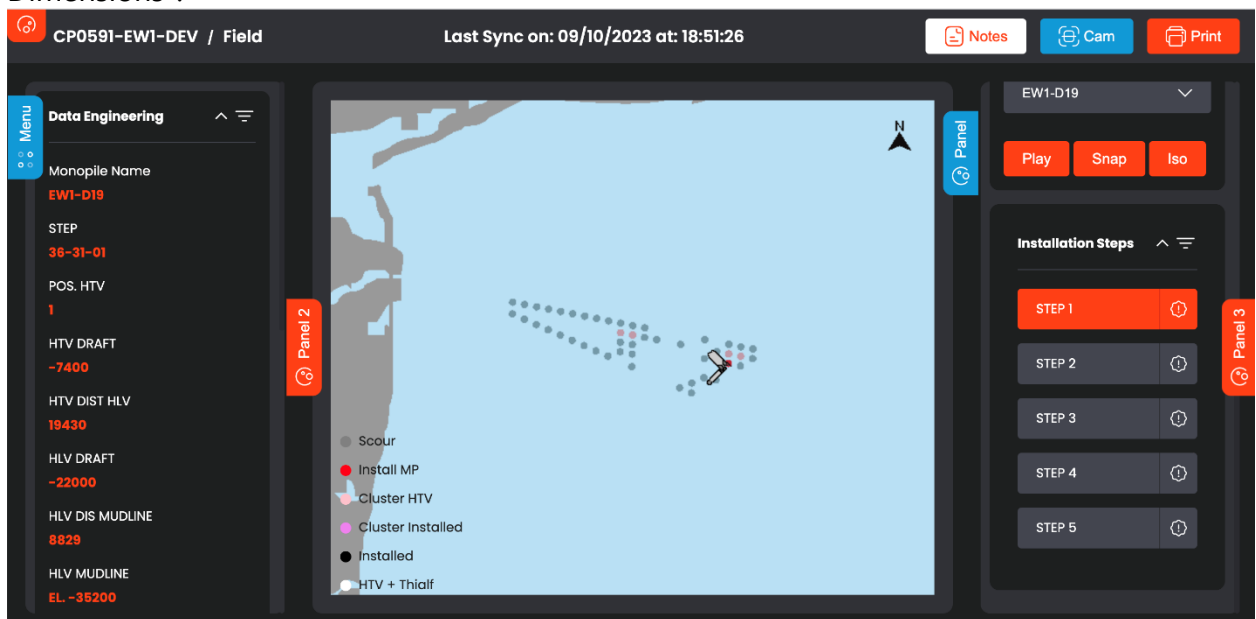 CP0591-EW1-DEV / Field
Last Sync on: 09/10/2023 at: 18:51:26
Notes
Cam
Print
Menu
Data Engineering
Monopile Name
EW1-D19
STEP
36-31-01
POS. HTV
1
HTV DRAFT
-7400
HTV DIST HLV
19430
HLV DRAFT
-22000
HLV DIS MUDLINE
8829
HLV MUDLINE
EL. -35200
Panel 2
N
Scour
Install MP
Cluster HTV
Cluster Installed
Installed
HTV + Thialf
Panel
EW1-D19
Play
Snap
Iso
Installation Steps
STEP 1
STEP 2
STEP 3
STEP 4
STEP 5
Panel 3